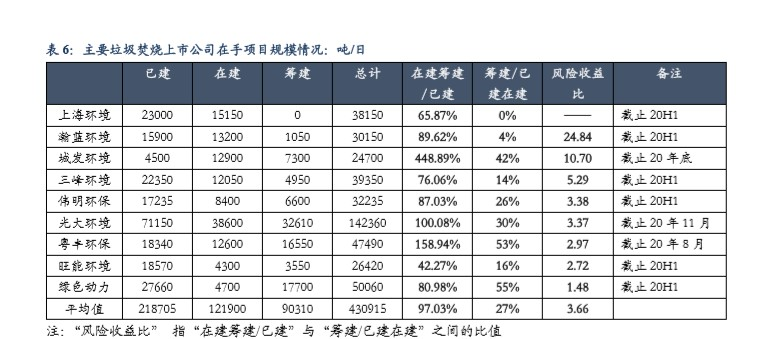 表 6：主要垃圾焚烧上市公司在手项目规模情况：吨/日
已建 在建 筹建 总计 在建筹建/已建 筹建/已建在建 风险收益比 备注
上海环境 23000 15150 0 38150 65.87% 0% —— 截止 20H1
瀚蓝环境 15900 13200 1050 30150 89.62% 4% 24.84 截止 20H1
城发环境 4500 12900 7300 24700 448.89% 42% 10.70 截止 20 年底
三峰环境 22350 12050 4950 39350 76.06% 14% 5.29 截止 20H1
伟明环保 17235 8400 6600 32235 87.03% 26% 3.38 截止 20H1
光大环境 71150 38600 32610 142360 100.08% 30% 3.37 截止 20 年 11 月
粤丰环保 18340 12600 16550 47490 158.94% 53% 2.97 截止 20 年 8 月
旺能环境 18570 4300 3550 26420 42.27% 16% 2.72 截止 20H1
绿色动力 27660 4700 17700 50060 80.98% 55% 1.48 截止 20H1
平均值 218705 121900 90310 430915 97.03% 27% 3.66
注：“风险收益比” 指“在建筹建/已建”与“筹建/已建在建”之间的比值